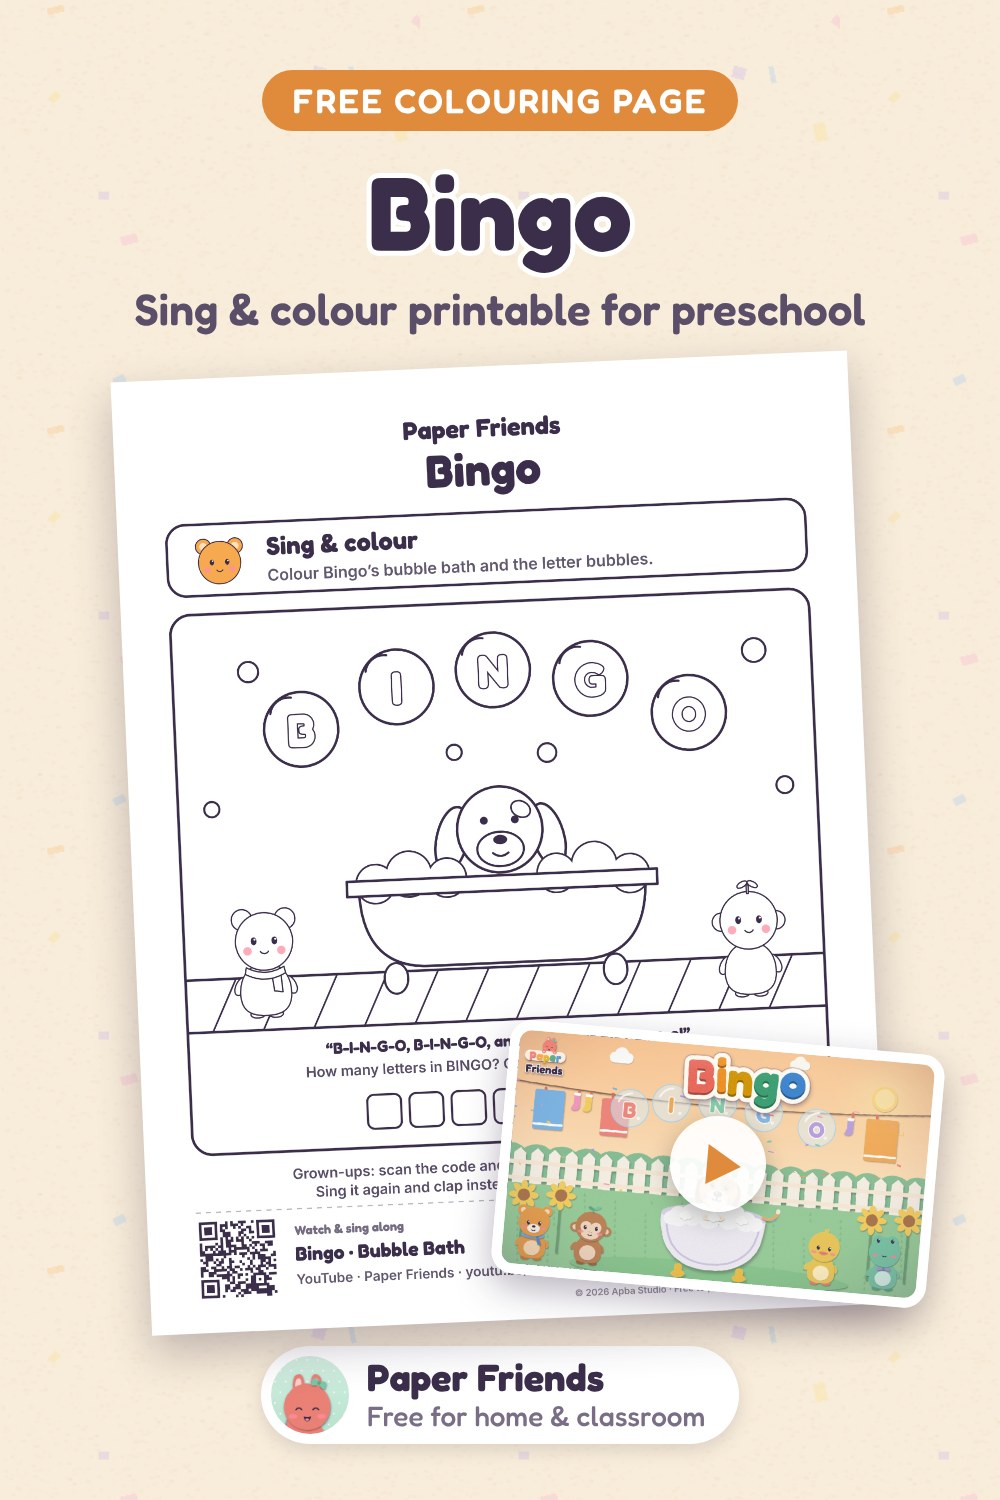 FREE COLOURING PAGE
Bingo
Sing & colour printable for preschool
Paper Friends
Bingo
Sing & colour
Colour Bingo's bubble bath and the letter bubbles.
B I N G O
“B-I-N-G-O, B-I-N-G-O,
How many letters in BINGO?
Grown-ups: scan the code and
Sing it again and clap
Watch & sing along
Bingo · Bubble Bath
YouTube · Paper Friends ·
© 2026 Apba Studio ·
Paper
Friends
Bingo
B I N G O
Paper Friends
Free for home & classroom